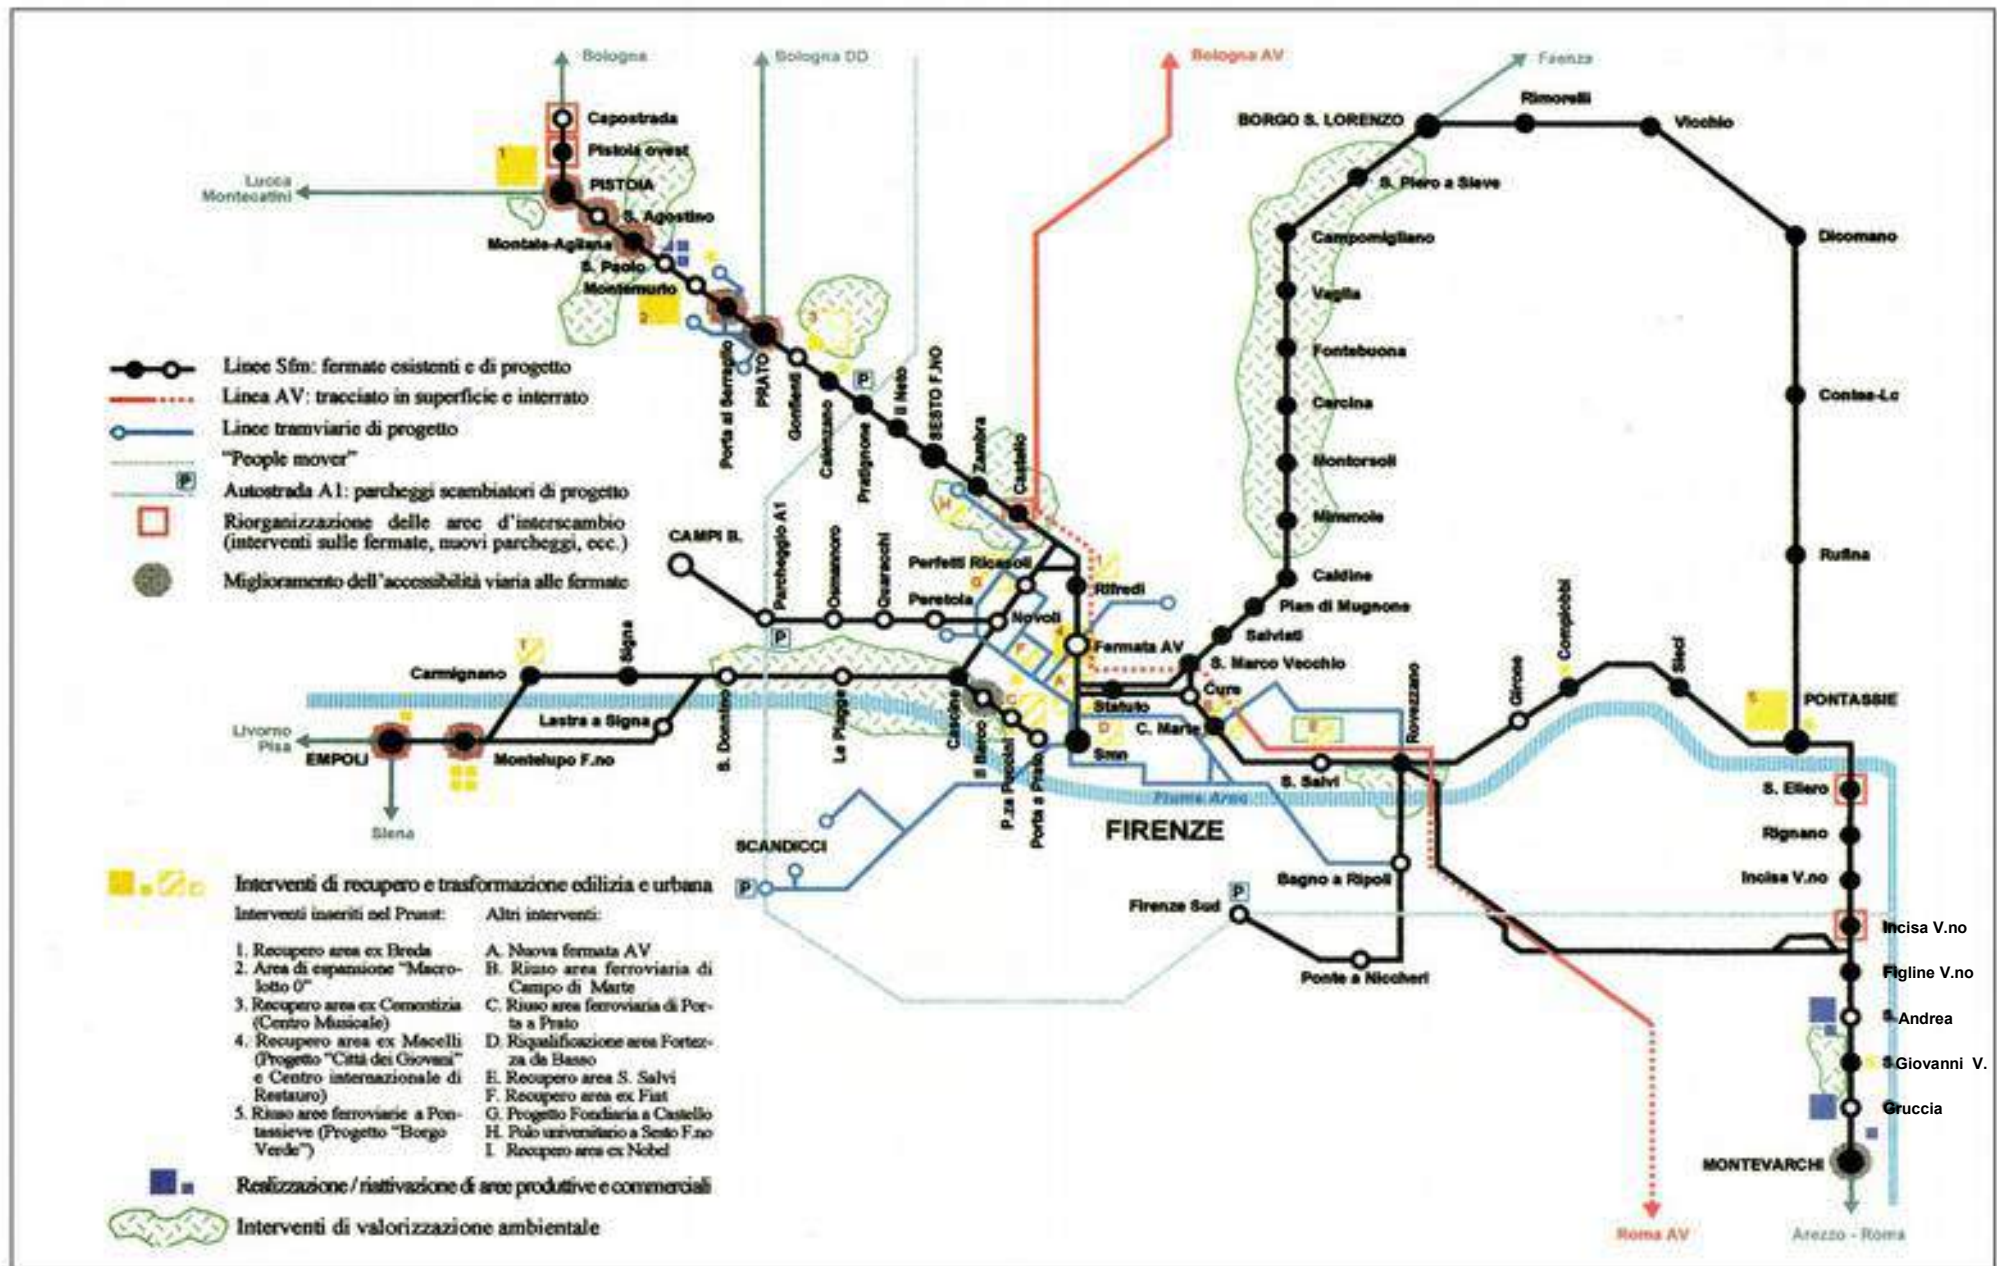 Bologna
Bologna DD
Bologna AV
Faenza
Capostrada
Pistoia ovest
PISTOIA
Lucca
Montecatini
S. Agostino
Montale-Agliana
S. Paolo
Montemurlo
Porta al Serraglio
PRATO
Gonfienti
Calenzano
Pratignone
Il Neto
SESTO F.NO
Zambra
Castello
P
BORGO S. LORENZO
Rimorelli
Vicchio
S. Piero a Sieve
Campomigliano
Vaglia
Fontebuona
Carcina
Montorsoli
Mimmole
Caldine
Pian di Mugnone
Salviati
S. Marco Vecchio
Dicomano
Contea-Lc
Rufina
PONTASSIE
Linee Sfm: fermate esistenti e di progetto
Linea AV: tracciato in superficie e interrato
Linee tramviarie di progetto
"People mover"
P
Autostrada A1: parcheggi scambiatori di progetto
Riorganizzazione delle aree d'interscambio
(interventi sulle fermate, nuovi parcheggi, ecc.)
Miglioramento dell'accessibilità viaria alle fermate
CAMPI B.
Parcheggio A1
Osmannoro
Quaracchi
Peretola
Perfetti Ricasoli
Novoli
Rifredi
Fermata AV
Cure
Statuto
C. Marte
Smn
P
Carmignano
Signa
Lastra a Signa
S. Donnino
Le Piagge
Cascine
Il Barco
P.za Puccini
Porta a Prato
Livorno
Pisa
EMPOLI
Montelupo F.no
Siena
S. Salvi
Rovezzano
Girone
Compiobbi
Sieci
Fiume Arno
FIRENZE
SCANDICCI
P
Bagno a Ripoli
P
Firenze Sud
Ponte a Niccheri
S. Ellero
Rignano
Incisa V.no
Incisa V.no
Figline V.no
S. Andrea
S. Giovanni V.
Gruccia
MONTEVARCHI
Roma AV
Arezzo - Roma
Interventi di recupero e trasformazione edilizia e urbana
Interventi inseriti nel Prusst:
1. Recupero area ex Breda
2. Area di espansione "Macro-
lotto 0"
3. Recupero area ex Cementizia
(Centro Musicale)
4. Recupero area ex Macelli
(Progetto "Città dei Giovani"
e Centro internazionale di
Restauro)
5. Riuso aree ferroviarie a Pon-
tassieve (Progetto "Borgo
Verde")
Altri interventi:
A. Nuova fermata AV
B. Riuso area ferroviaria di
Campo di Marte
C. Riuso area ferroviaria di Por-
ta a Prato
D. Riqualificazione area Fortez-
za da Basso
E. Recupero area S. Salvi
F. Recupero area ex Fiat
G. Progetto Fondiaria a Castello
H. Polo universitario a Sesto F.no
I. Recupero area ex Nobel
Realizzazione / riattivazione di aree produttive e commerciali
Interventi di valorizzazione ambientale